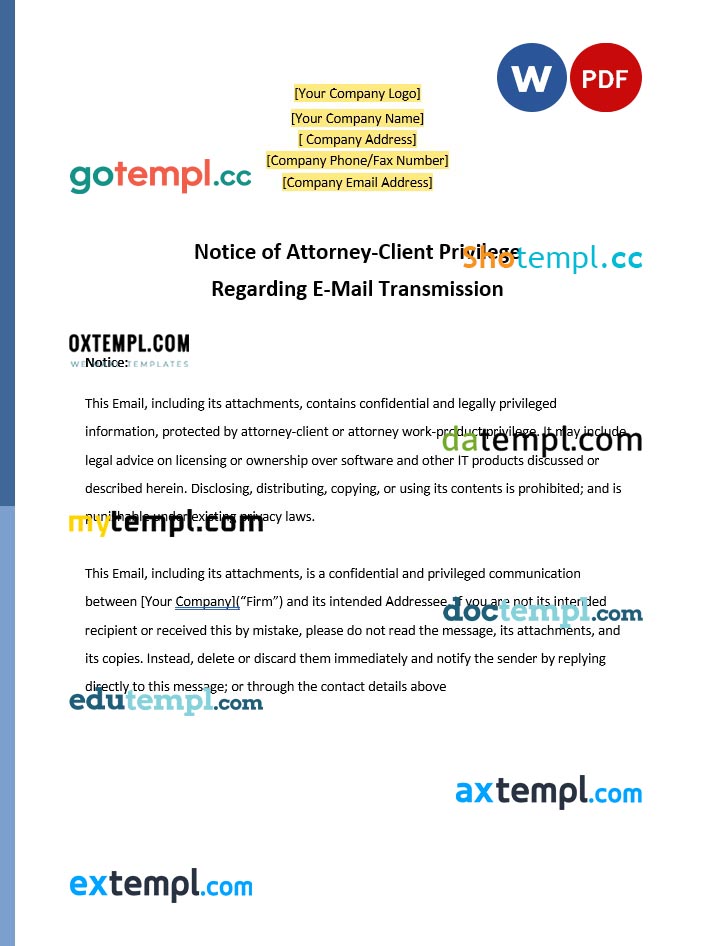 W PDF
[Your Company Logo]
[Your Company Name]
[ Company Address]
[Company Phone/Fax Number]
[Company Email Address]
gotempl.cc
Notice of Attorney-Client Privilege
Shotempl.cc
Regarding E-Mail Transmission
OXTEMPL.COM
WE TEMPLATES
Notice:
This Email, including its attachments, contains confidential and legally privileged
information, protected by attorney-client or attorney work-product privilege. It may include
datempl.com
legal advice on licensing or ownership over software and other IT products discussed or
described herein. Disclosing, distributing, copying, or using its contents is prohibited; and is
punishable under existing privacy laws.
mytempl.com
This Email, including its attachments, is a confidential and privileged communication
between [Your Company](“Firm”) and its intended Addressee. If you are not its intended
doctempl.com
recipient or received this by mistake, please do not read the message, its attachments, and
its copies. Instead, delete or discard them immediately and notify the sender by replying
directly to this message; or through the contact details above
edutempl.com
axtempl.com
extempl.com